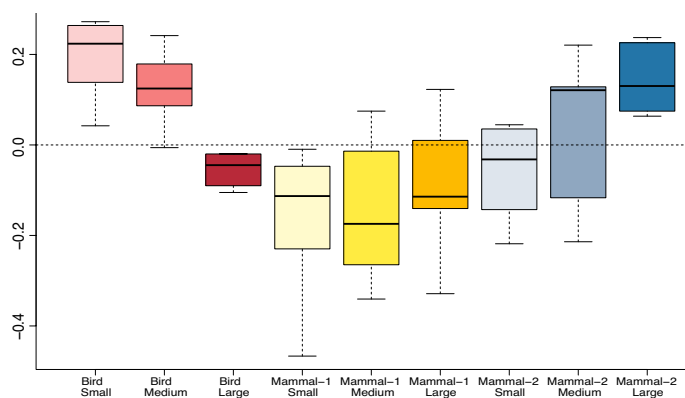 0.2
0.0
−0.2
−0.4
Bird Small
Bird Medium
Bird Large
Mammal−1 Small
Mammal−1 Medium
Mammal−1 Large
Mammal−2 Small
Mammal−2 Medium
Mammal−2 Large